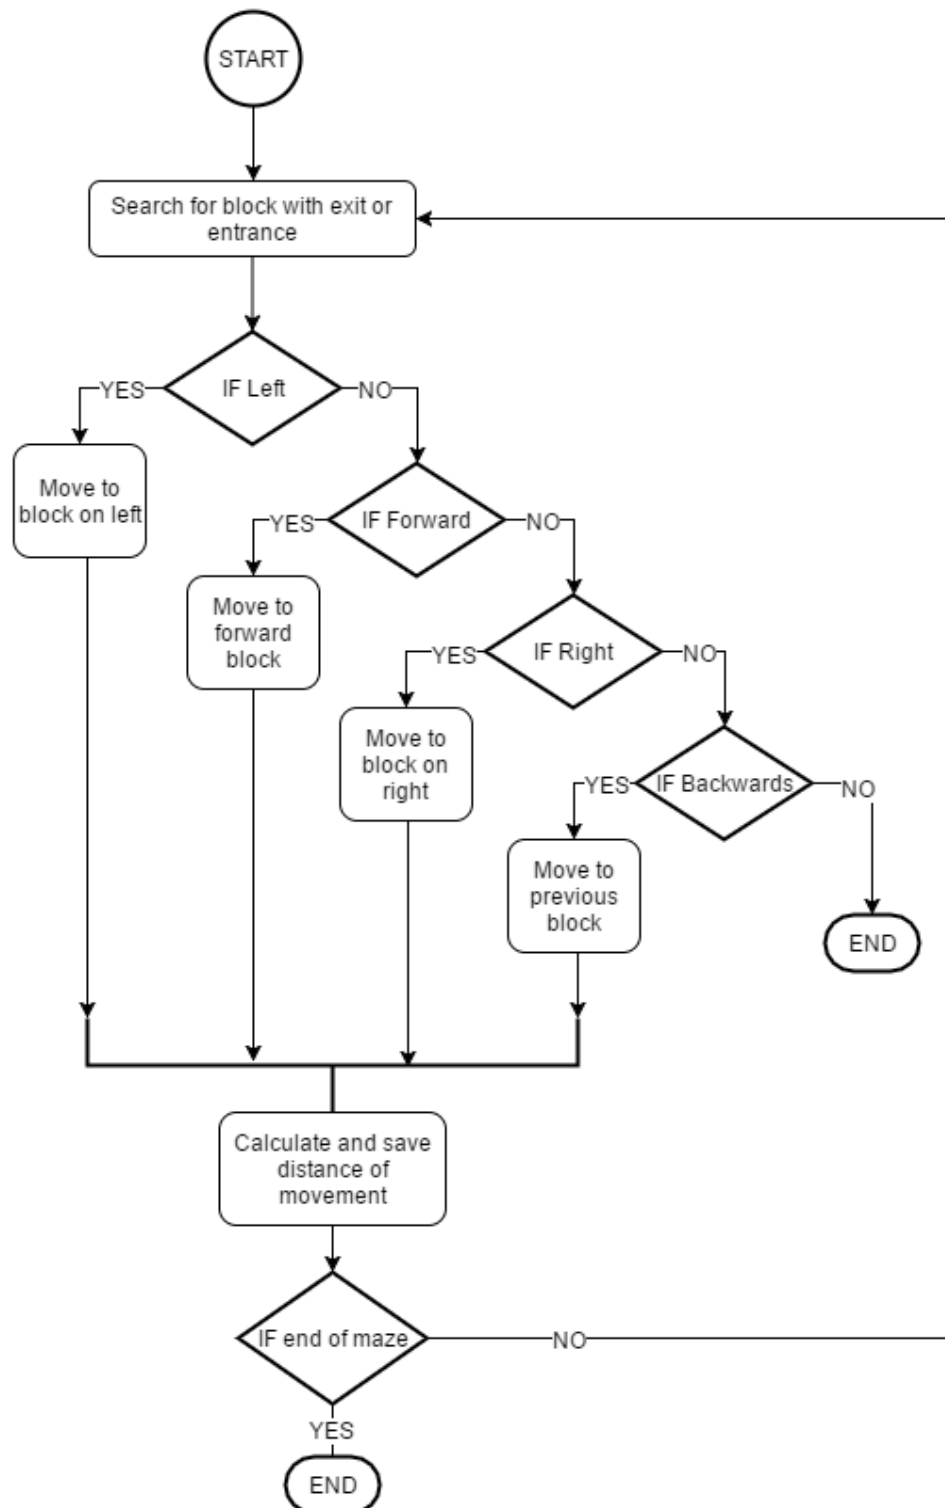 START
Search for block with exit or
entrance
IF Left
YES
NO
Move to
block on left
IF Forward
YES
NO
Move to
forward
block
IF Right
YES
NO
Move to
block on
right
IF Backwards
YES
NO
Move to
previous
block
END
Calculate and save
distance of
movement
IF end of maze
NO
YES
END